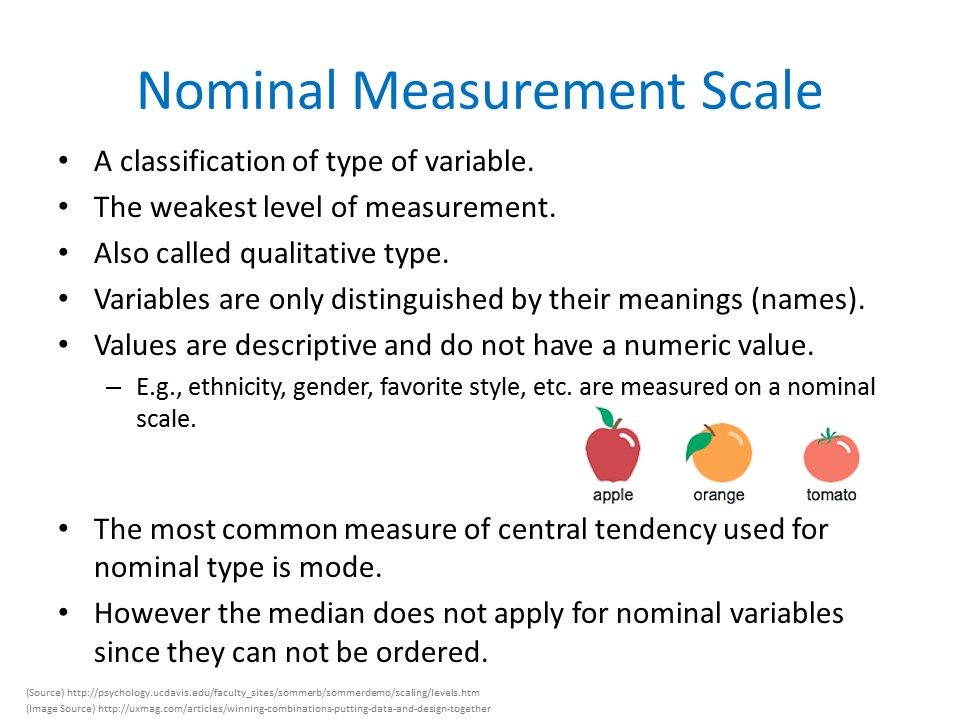 Nominal Measurement Scale
• A classification of type of variable.
• The weakest level of measurement.
• Also called qualitative type.
• Variables are only distinguished by their meanings (names).
• Values are descriptive and do not have a numeric value.
– E.g., ethnicity, gender, favorite style, etc. are measured on a nominal
scale.
apple orange tomato
• The most common measure of central tendency used for
nominal type is mode.
• However the median does not apply for nominal variables
since they can not be ordered.
(Source) http://psychology.ucdavis.edu/faculty_sites/sommerb/sommerdemo/scaling/levels.htm
(Image Source) http://uxmag.com/articles/winning-combinations-putting-data-and-design-together